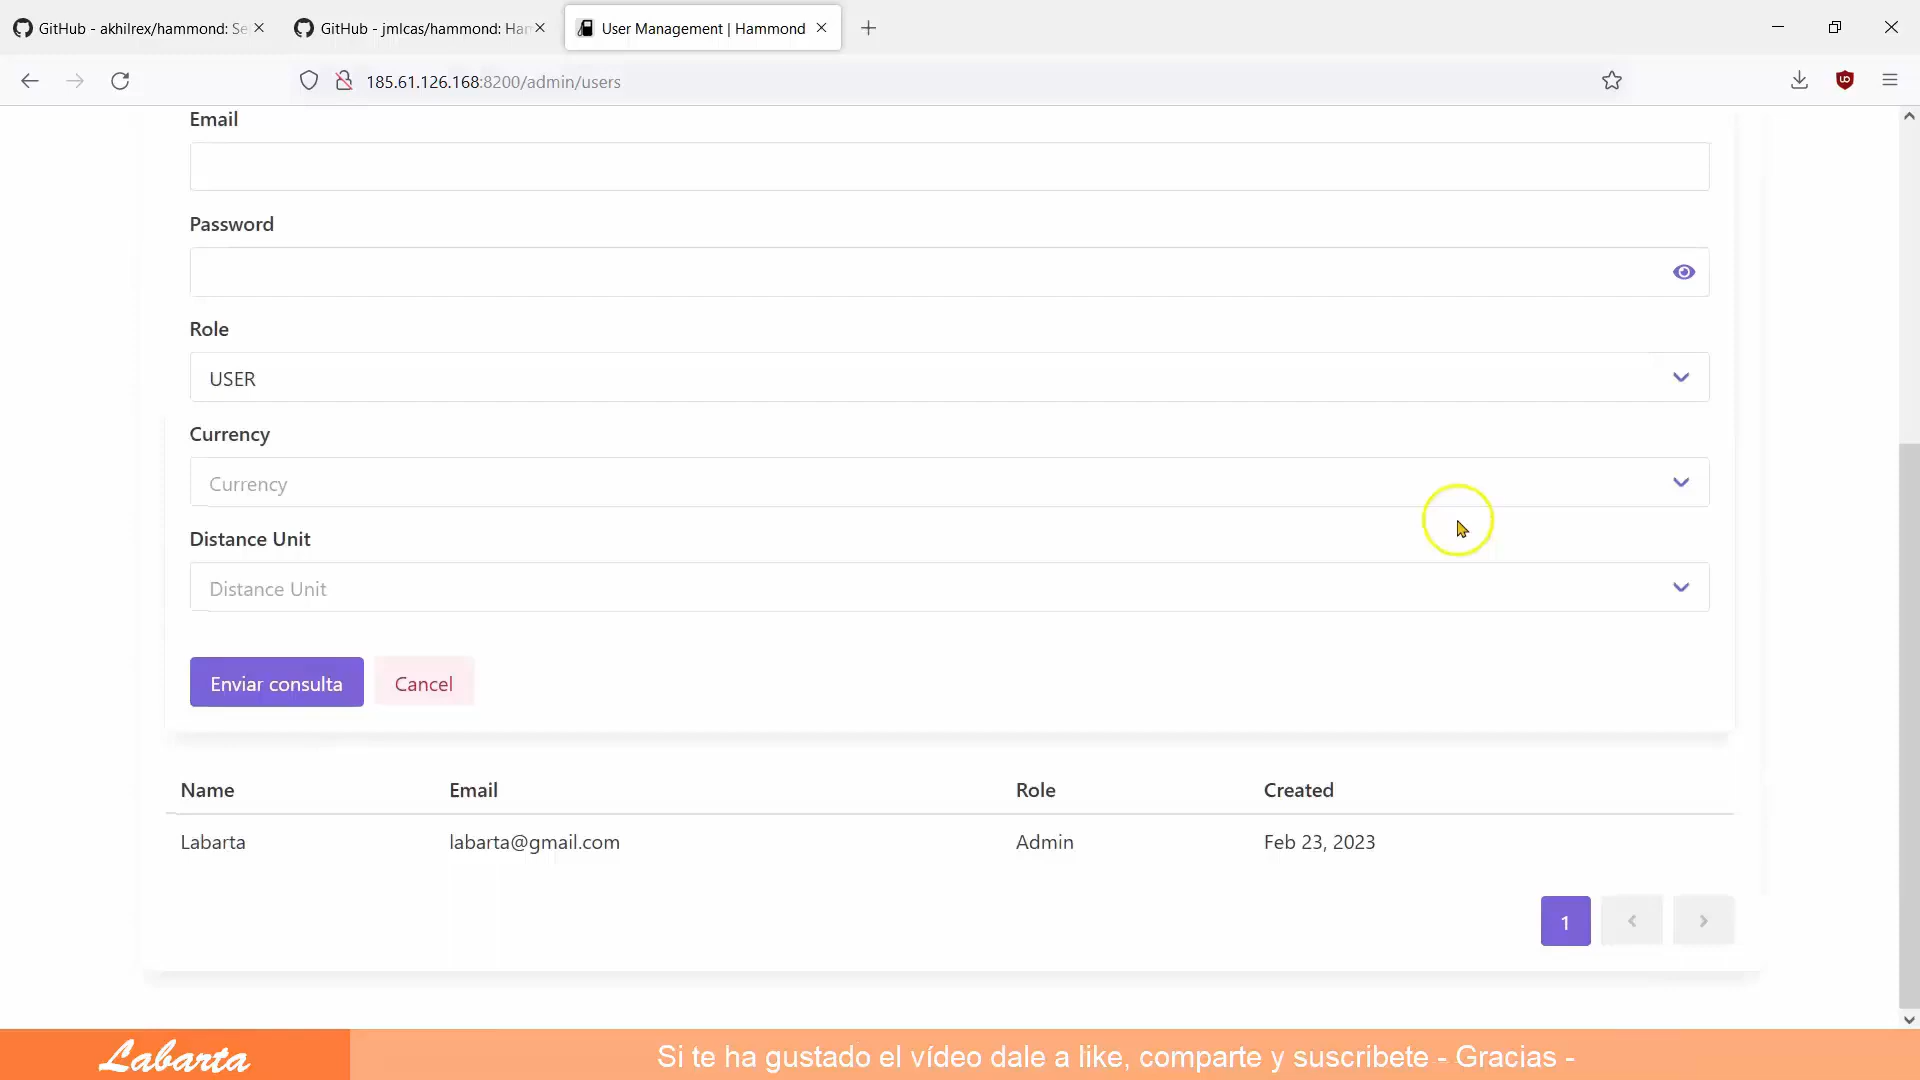 GitHub - akhilrex/hammond: Se
GitHub - jmlcas/hammond: Ham
User Management | Hammond
185.61.126.168:8200/admin/users
Email
Password
Role
USER
Currency
Currency
Distance Unit
Distance Unit
Enviar consulta Cancel
Name Email Role Created
Labarta labarta@gmail.com Admin Feb 23, 2023
1
Labarta
Si te ha gustado el vídeo dale a like, comparte y suscribete - Gracias -